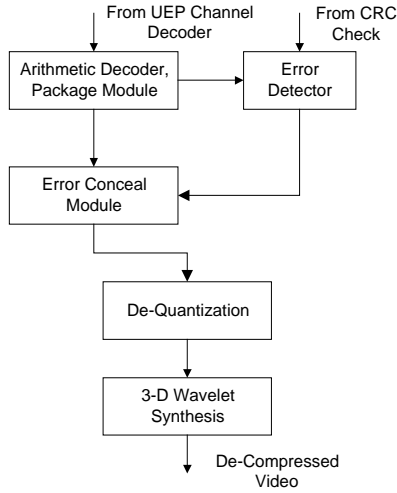 From UEP Channel
Decoder
From CRC
Check
Arithmetic Decoder,
Package Module
Error
Detector
Error Conceal
Module
De-Quantization
3-D Wavelet
Synthesis
De-Compressed
Video